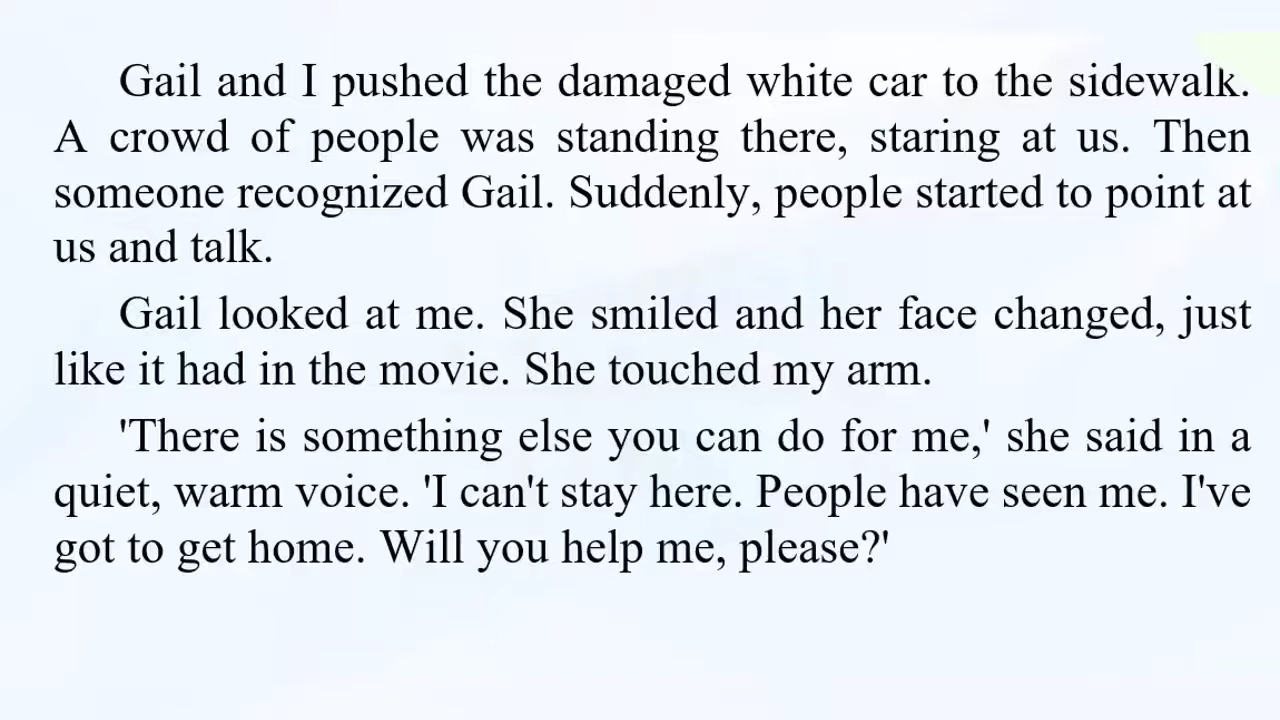 Gail and I pushed the damaged white car to the sidewalk.
A crowd of people was standing there, staring at us. Then
someone recognized Gail. Suddenly, people started to point at
us and talk.
Gail looked at me. She smiled and her face changed, just
like it had in the movie. She touched my arm.
'There is something else you can do for me,' she said in a
quiet, warm voice. 'I can't stay here. People have seen me. I've
got to get home. Will you help me, please?'